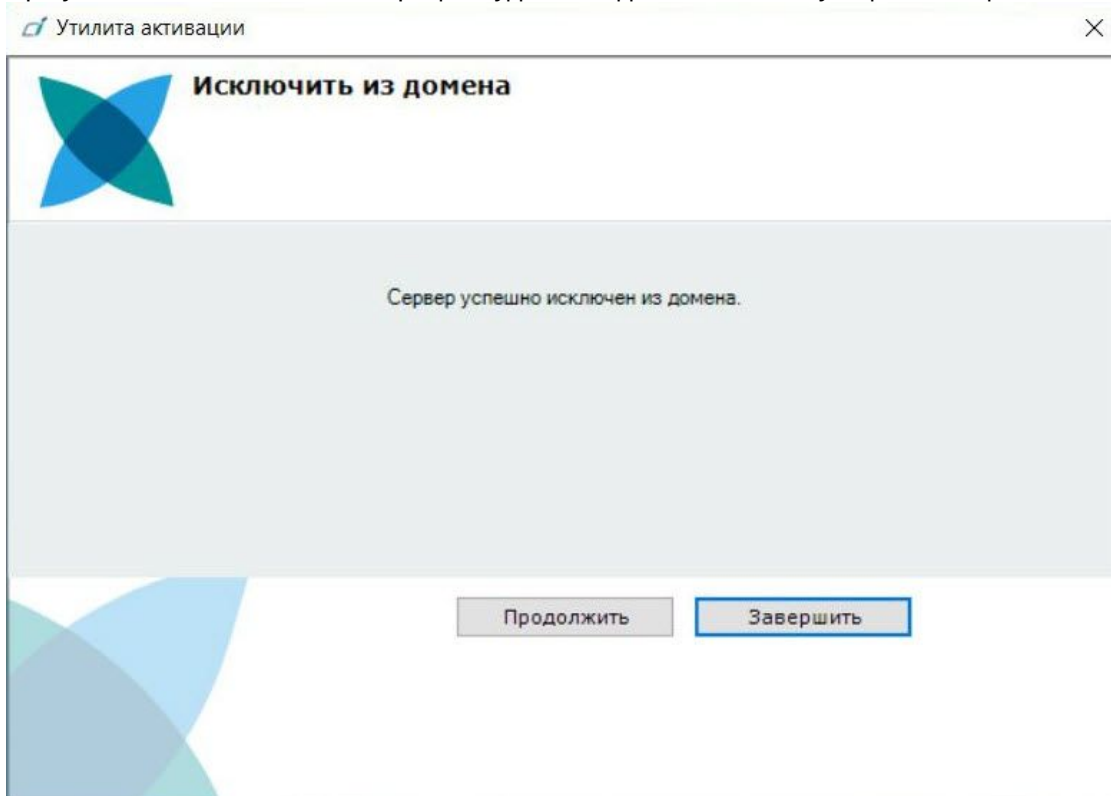 Утилита активации
Исключить из домена
Сервер успешно исключен из домена.
Продолжить
Завершить